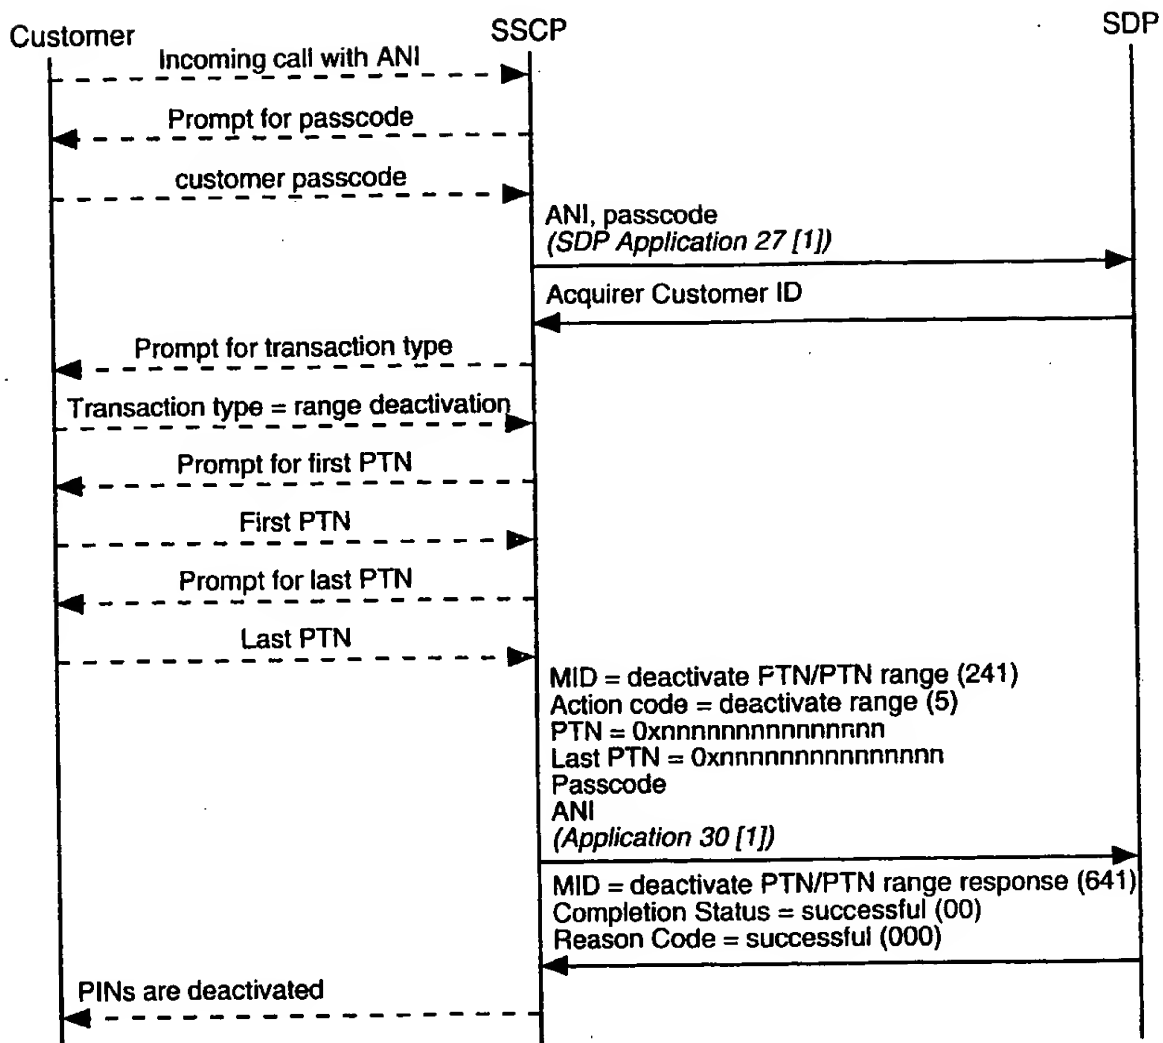 Customer
SSCP
SDP
Incoming call with ANI
Prompt for passcode
customer passcode
ANI, passcode
(SDP Application 27 [1])
Acquirer Customer ID
Prompt for transaction type
Transaction type = range deactivation
Prompt for first PTN
First PTN
Prompt for last PTN
Last PTN
MID = deactivate PTN/PTN range (241)
Action code = deactivate range (5)
PTN = 0xnnnnnnnnnnnnnnnn
Last PTN = 0xnnnnnnnnnnnnnnnn
Passcode
ANI
(Application 30 [1])
MID = deactivate PTN/PTN range response (641)
Completion Status = successful (00)
Reason Code = successful (000)
PINs are deactivated